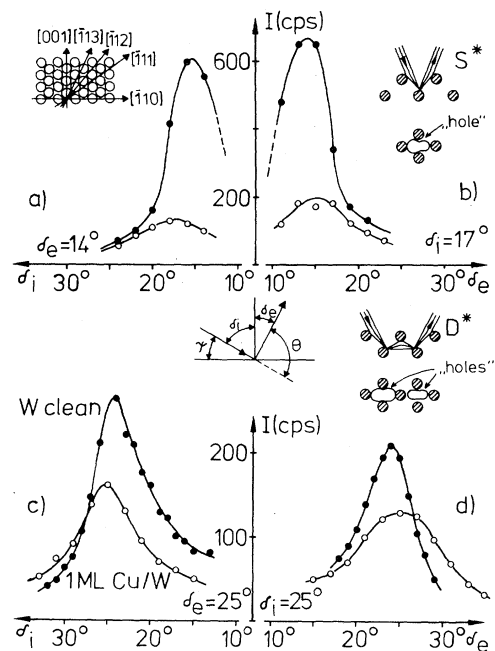 [001] [1̄13] [1̄12]
[1̄11]
[1̄10]
I(cps)
600
200
S*
„hole"
a)
δe=14°
b)
δi=17°
δi 30° 20° 10° 20° 30° δe
δe
δi
γ
θ
D*
„holes"
W clean
I(cps)
200
100
c)
d)
1ML Cu/W
δe=25°
δi=25°
δi 30° 20° 10° 20° 30° δe